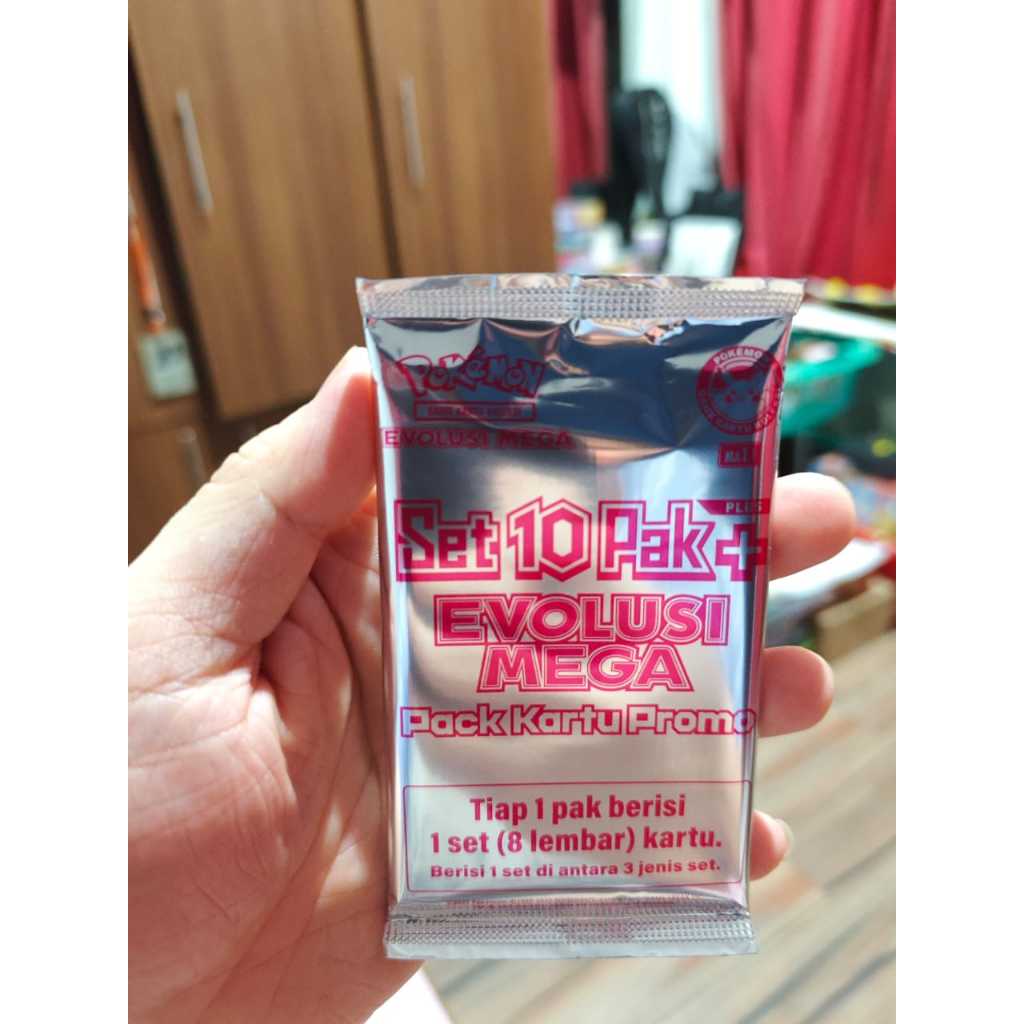 POKéMON
EVOLUSI MEGA
POKÉMON
PLUS
Set 10 Pak +
EVOLUSI
MEGA
Pack Kartu Promo
Tiap 1 pak berisi
1 set (8 lembar) kartu.
Berisi 1 set di antara 3 jenis set.